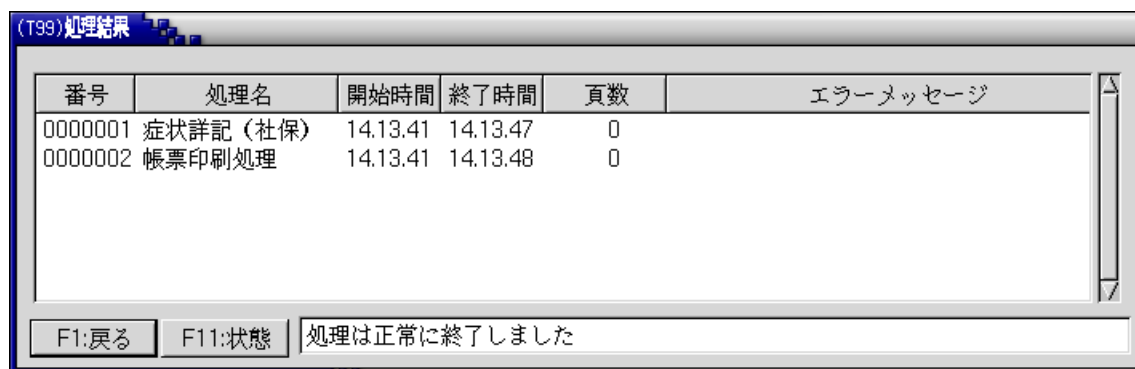 (T99)処理結果
番号 処理名 開始時間 終了時間 頁数 エラーメッセージ
0000001 症状詳記（社保） 14.13.41 14.13.47 0
0000002 帳票印刷処理 14.13.41 14.13.48 0
F1:戻る F11:状態 処理は正常に終了しました